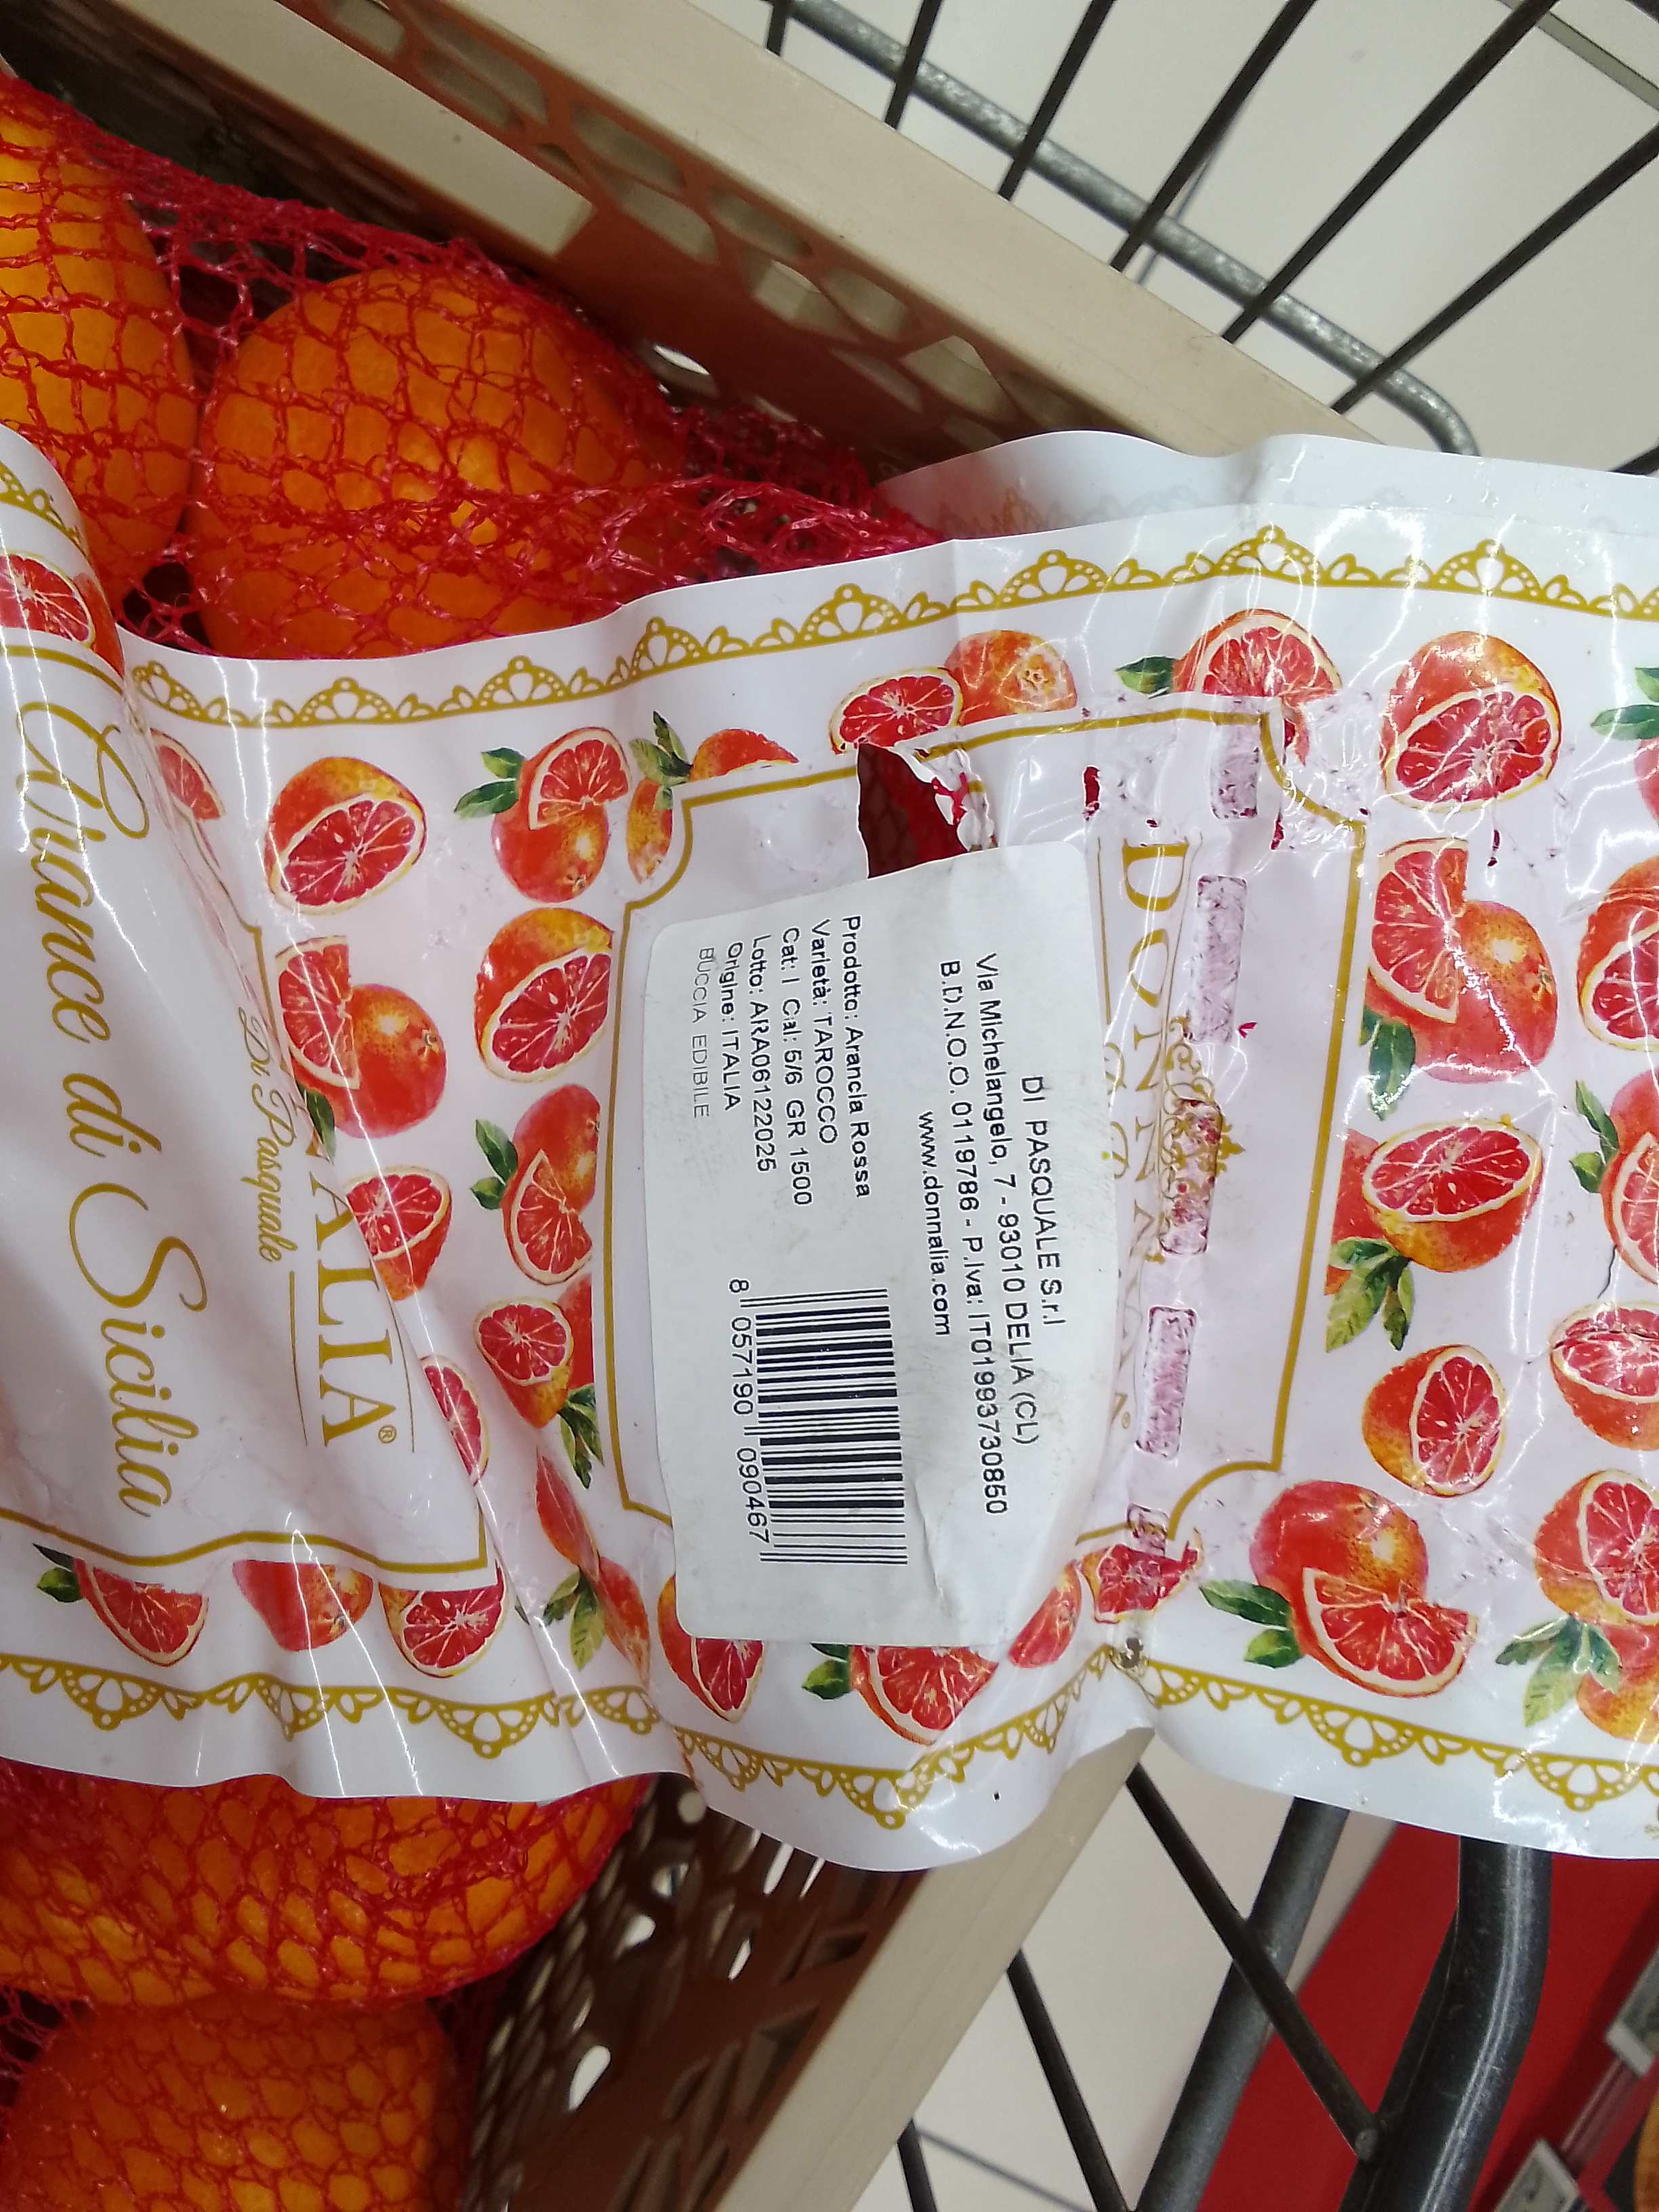 DI PASQUALE S.r.l
Via Michelangelo, 7 - 93010 DELIA (CL)
B.D.N.O.O. 0119786 - P.Iva: IT01993730850
www.donnalia.com
Prodotto: Arancia Rossa
Varietà: TAROCCO
Cat: I Cal: 5/6 GR 1500
Lotto: ARA06122025
Origine: ITALIA
BUCCIA EDIBILE
8 057190 090467
DONNA
ALIA®
Di Pasquale
Arance di Sicilia